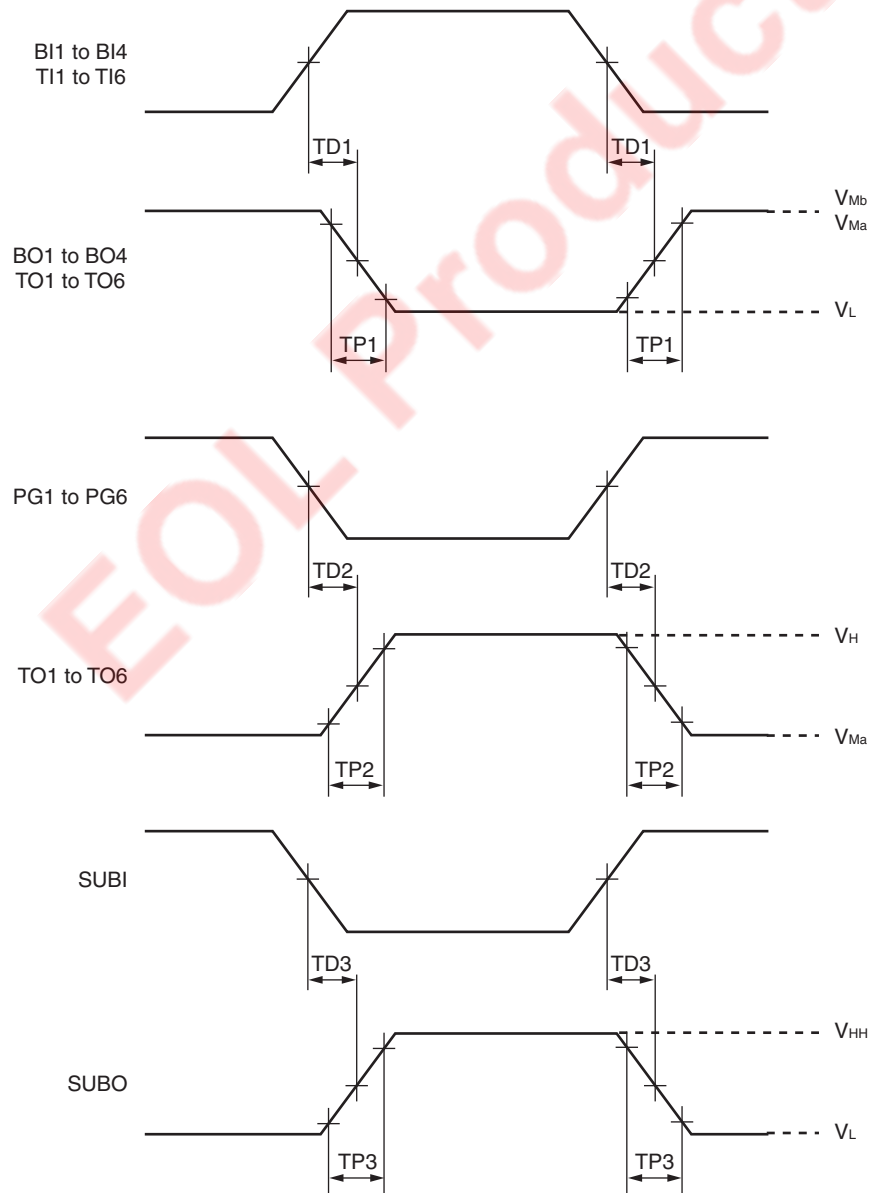 BI1 to BI4
TI1 to TI6
TD1 TD1
VMb
VMa
BO1 to BO4
TO1 to TO6
VL
TP1 TP1
PG1 to PG6
TD2 TD2
VH
TO1 to TO6
VMa
TP2 TP2
SUBI
TD3 TD3
VHH
SUBO
VL
TP3 TP3
EOL Product